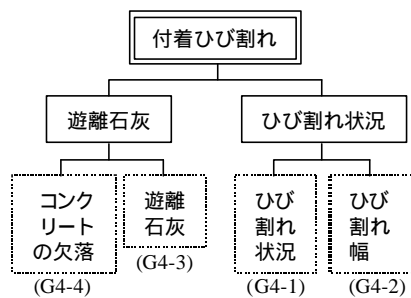 付着ひび割れ
遊離石灰
ひび割れ状況
コンク
リート
の欠落
遊離
石灰
ひび
割れ
状況
ひび
割れ
幅
(G4-4)
(G4-3)
(G4-1)
(G4-2)